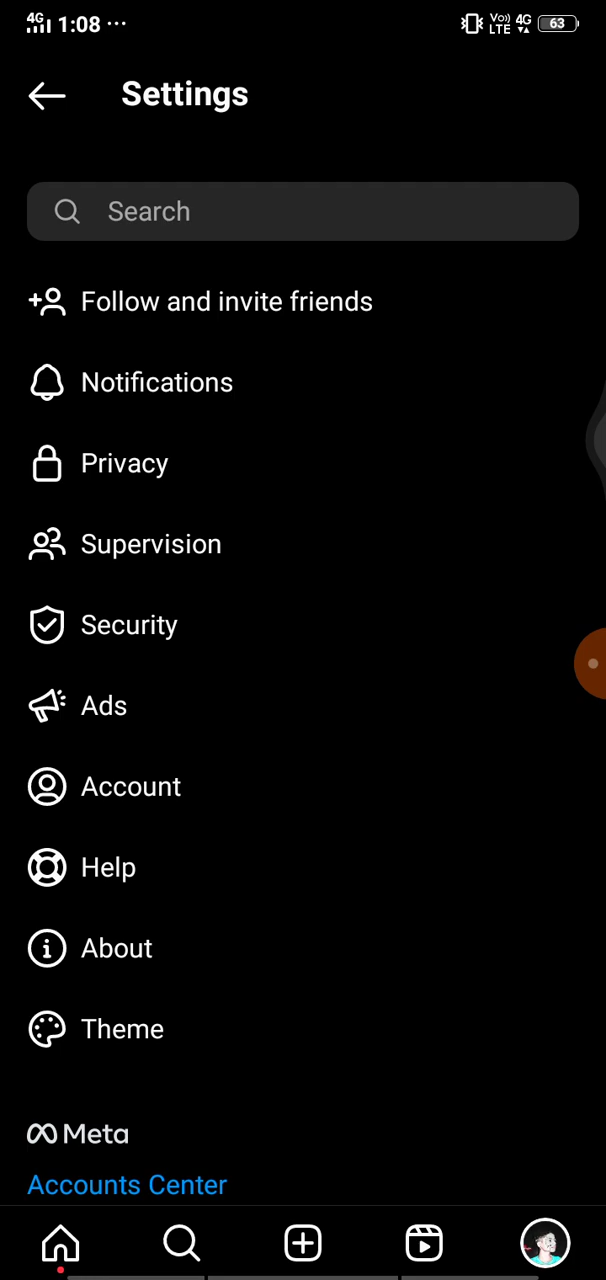 4G 1:08 ··· Vo)) LTE 4G 63
Settings
Search
Follow and invite friends
Notifications
Privacy
Supervision
Security
Ads
Account
Help
About
Theme
Meta
Accounts Center